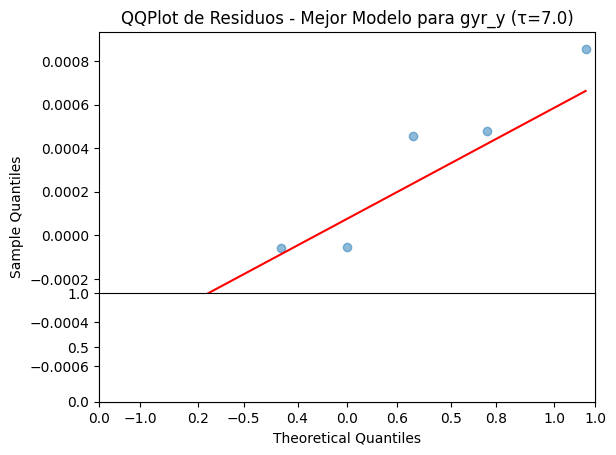 QQPlot de Residuos - Mejor Modelo para gyr_y (τ=7.0)
0.0008
0.0006
0.0004
0.0002
0.0000
−0.0002
1.0
−0.0004
0.5
−0.0006
0.0
Sample Quantiles
0.0 −1.0 0.2 −0.5 0.4 0.0 0.6 0.5 0.8 1.0 1.0
Theoretical Quantiles